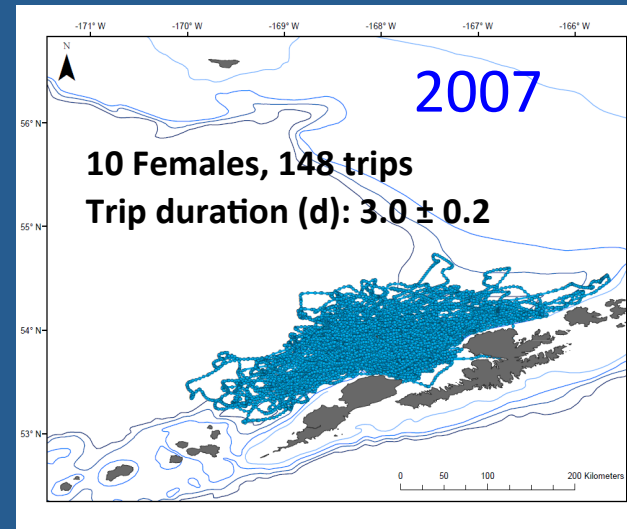 -171° W -170° W -169° W -168° W -167° W -166° W
N
2007
56° N
10 Females, 148 trips
Trip duration (d): 3.0 ± 0.2
55° N
54° N
53° N
0 50 100 200 Kilometers